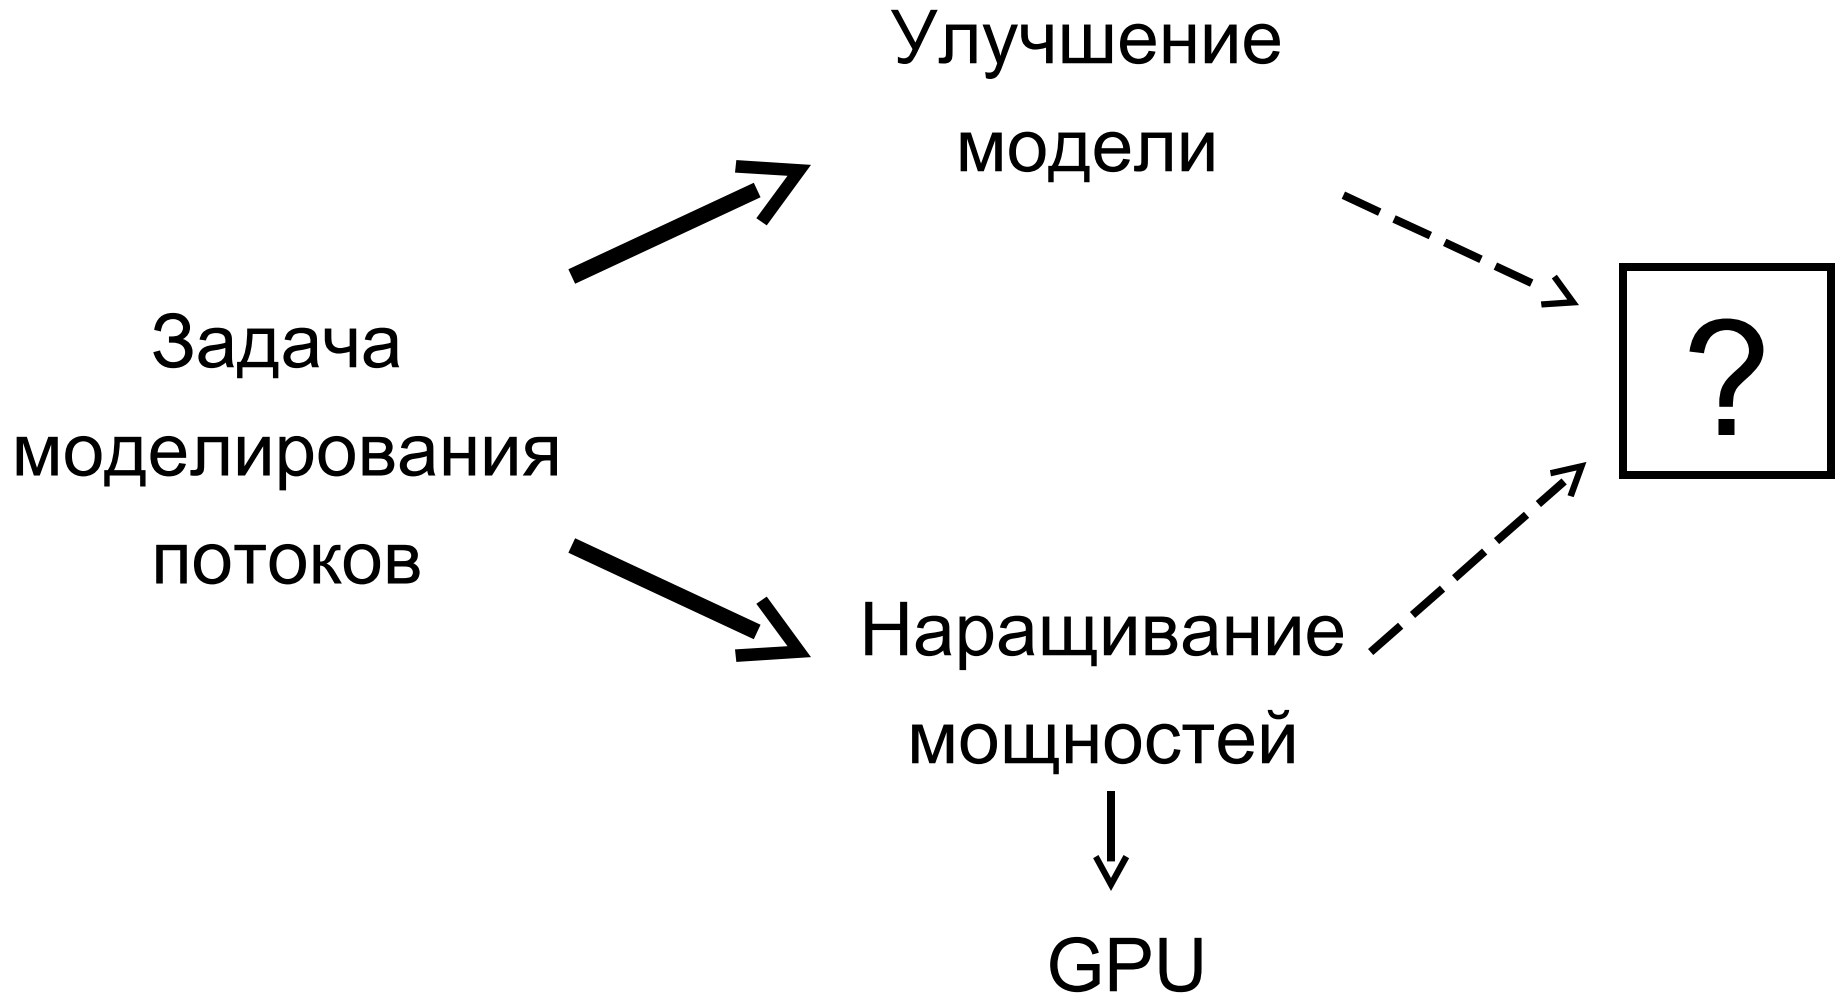 Улучшение
модели
Задача
моделирования
потоков
?
Наращивание
мощностей
GPU